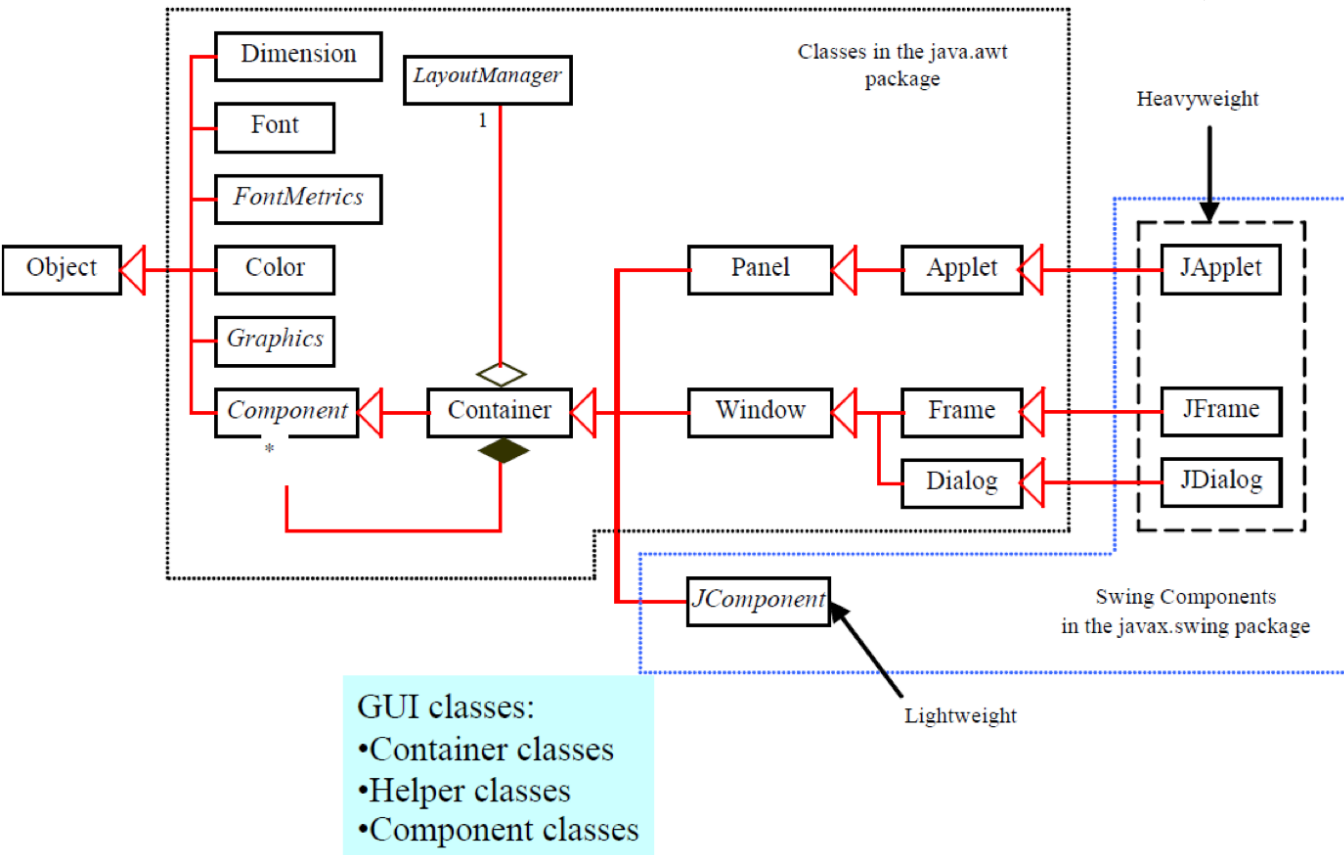 Dimension
LayoutManager
Classes in the java.awt
package
Heavyweight
1
Font
FontMetrics
Object
Color
Panel
Applet
JApplet
Graphics
Component
Container
Window
Frame
JFrame
*
Dialog
JDialog
JComponent
Swing Components
in the javax.swing package
Lightweight
GUI classes:
•Container classes
•Helper classes
•Component classes